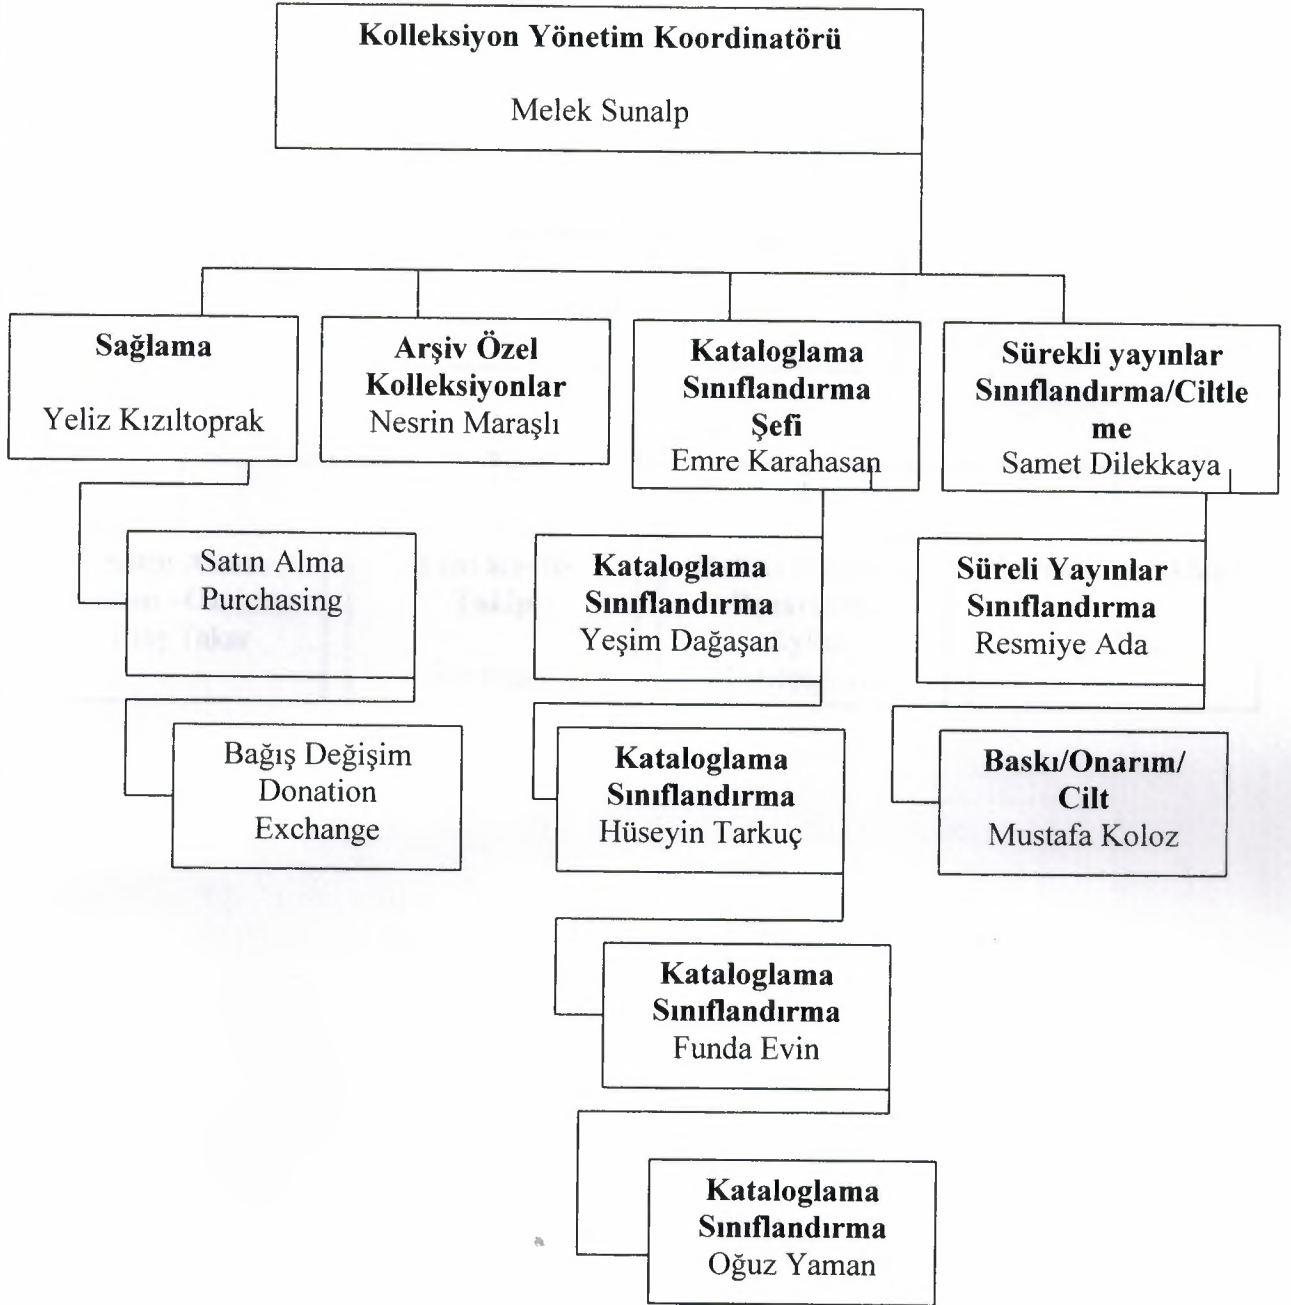 Kolleksiyon Yönetim Koordinatörü
Melek Sunalp
Sağlama
Yeliz Kızıltoprak
Arşiv Özel
Kolleksiyonlar
Nesrin Maraşlı
Kataloglama
Sınıflandırma
Şefi
Emre Karahasan
Sürekli yayınlar
Sınıflandırma/Ciltle
me
Samet Dilekkaya
Satın Alma
Purchasing
Bağış Değişim
Donation
Exchange
Kataloglama
Sınıflandırma
Yeşim Dağaşan
Kataloglama
Sınıflandırma
Hüseyin Tarkuç
Kataloglama
Sınıflandırma
Funda Evin
Kataloglama
Sınıflandırma
Oğuz Yaman
Süreli Yayınlar
Sınıflandırma
Resmiye Ada
Baskı/Onarım/
Cilt
Mustafa Koloz